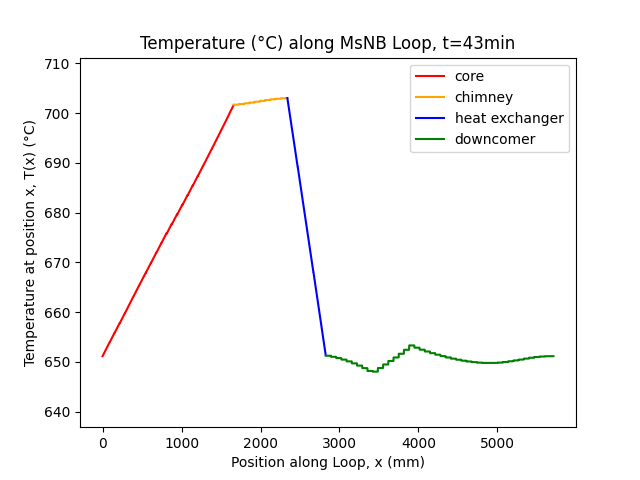 Temperature (°C) along MsNB Loop, t=43min
Temperature at position x, T(x) (°C)
710
700
690
680
670
660
650
640
core
chimney
heat exchanger
downcomer
0 1000 2000 3000 4000 5000
Position along Loop, x (mm)